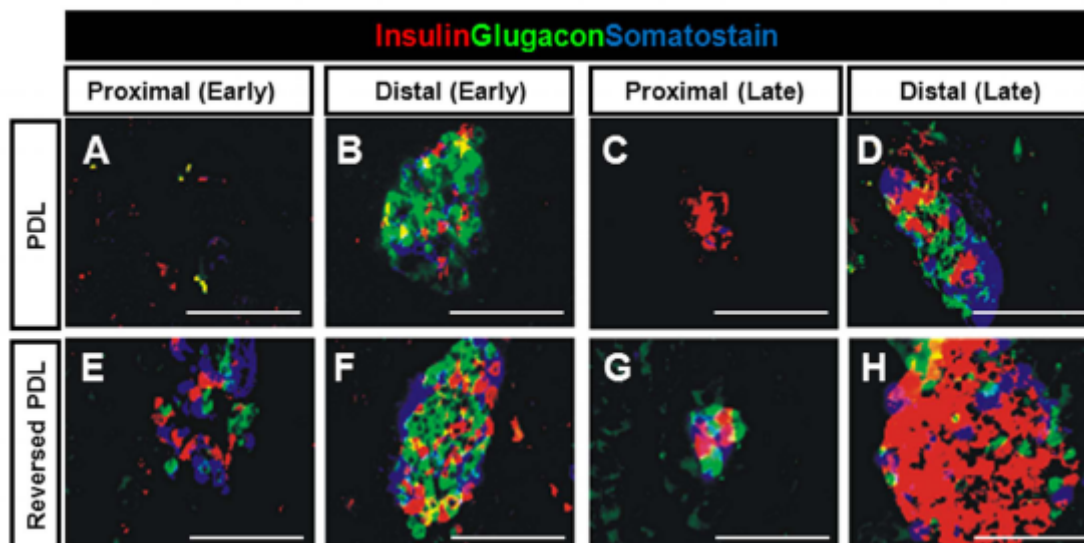 InsulinGlugaconSomatostain
Proximal (Early) Distal (Early) Proximal (Late) Distal (Late)
PDL
A B C D
Reversed PDL
E F G H